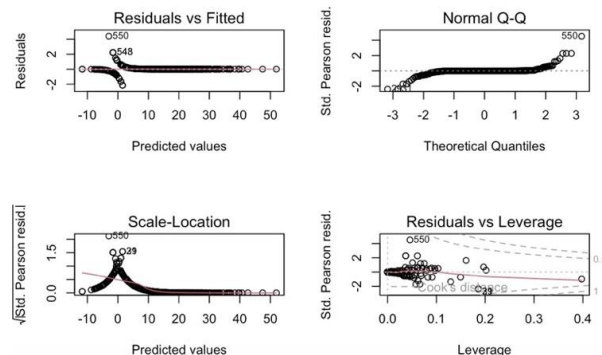 Residuals vs Fitted
Residuals
2
-2
550
548
-10 0 10 20 30 40 50
Predicted values
Normal Q-Q
Std. Pearson resid.
2
-2
550
-3 -2 -1 0 1 2 3
Theoretical Quantiles
Scale-Location
√|Std. Pearson resid.|
1.5
0.0
550
-10 0 10 20 30 40 50
Predicted values
Residuals vs Leverage
Std. Pearson resid.
2
-2
550
Cook's distance
0.
1
0.0 0.1 0.2 0.3 0.4
Leverage